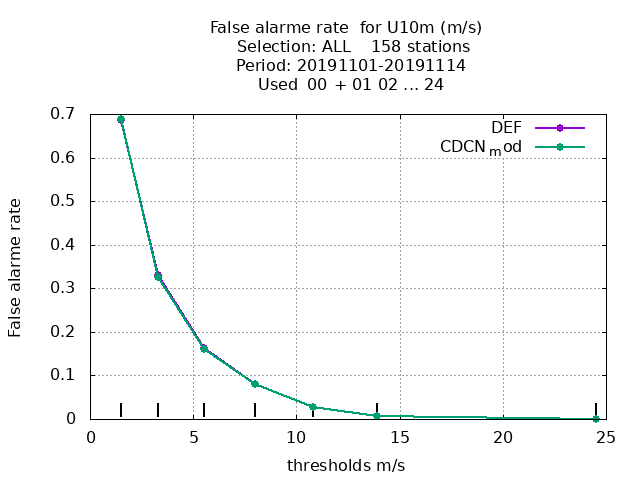 False alarme rate  for U10m (m/s)
Selection: ALL    158 stations
Period: 20191101-20191114
Used  00  + 01 02 ... 24
DEF
CDCN_mod
False alarme rate
0.7
0.6
0.5
0.4
0.3
0.2
0.1
0
0 5 10 15 20 25
thresholds m/s